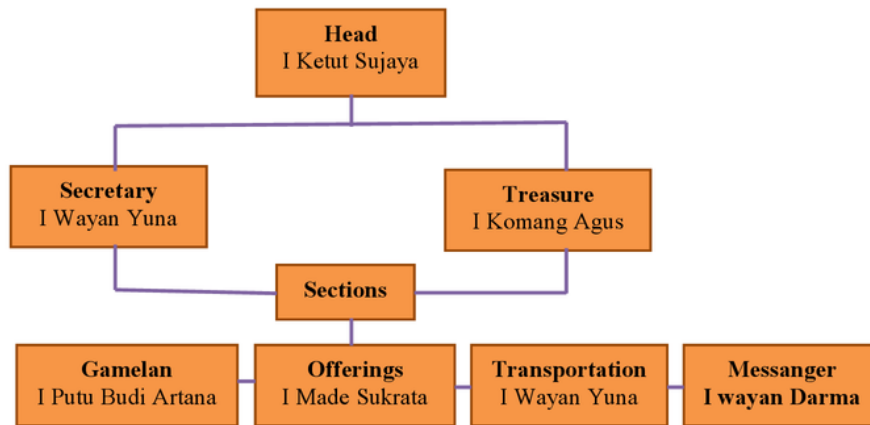 Head
I Ketut Sujaya
Secretary
I Wayan Yuna
Treasure
I Komang Agus
Sections
Gamelan
I Putu Budi Artana
Offerings
I Made Sukrata
Transportation
I Wayan Yuna
Messanger
I wayan Darma